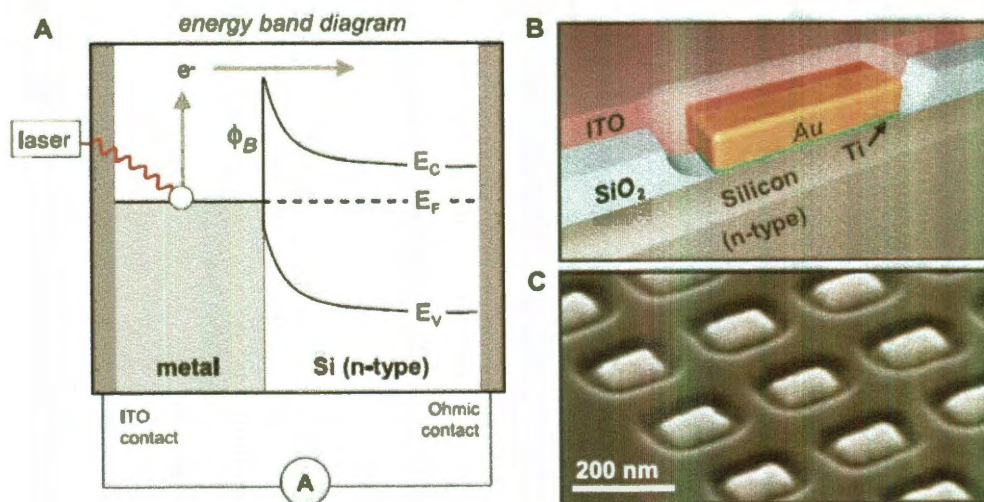 A
energy band diagram
e-
laser
ϕB
EC
EF
EV
metal
Si (n-type)
ITO
contact
Ohmic
contact
A
B
ITO
Au
Ti
SiO₂
Silicon
(n-type)
C
200 nm